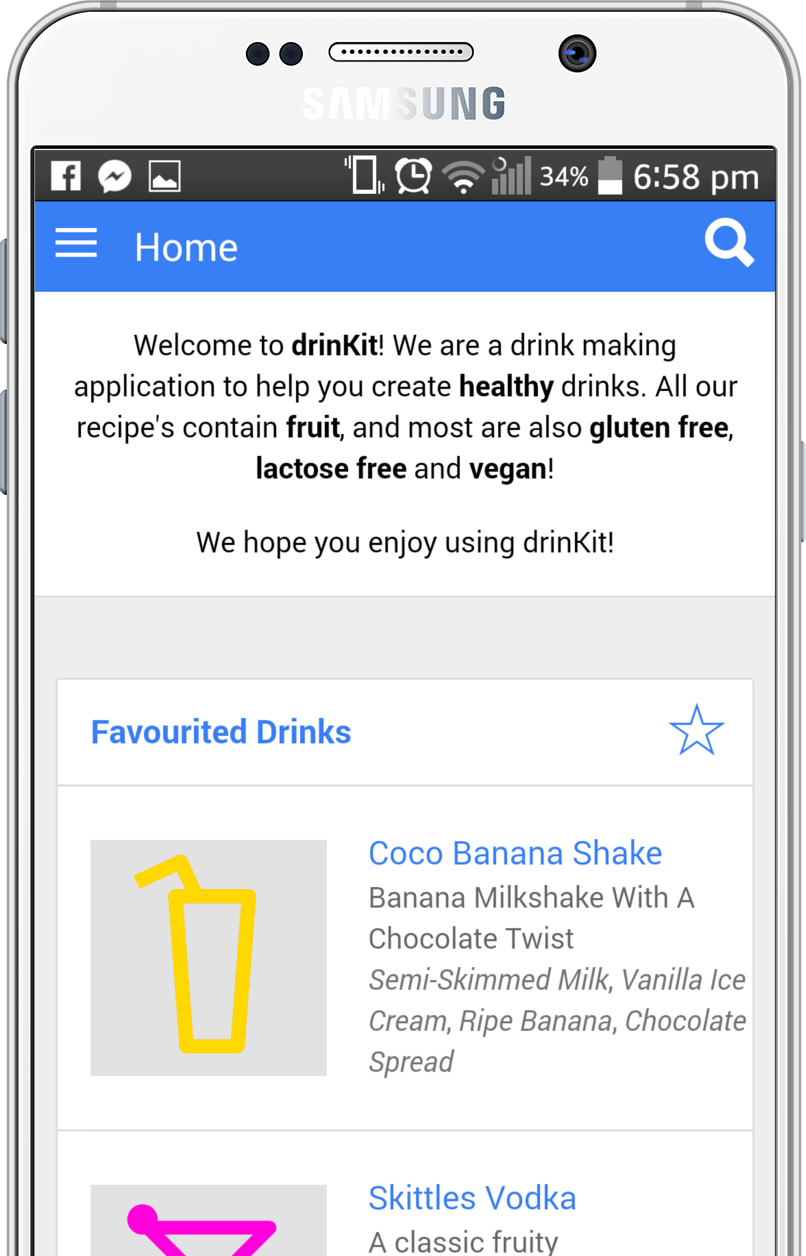 SAMSUNG
34% 6:58 pm
Home
Welcome to drinKit! We are a drink making
application to help you create healthy drinks. All our
recipe's contain fruit, and most are also gluten free,
lactose free and vegan!
We hope you enjoy using drinKit!
Favourited Drinks
Coco Banana Shake
Banana Milkshake With A
Chocolate Twist
Semi-Skimmed Milk, Vanilla Ice
Cream, Ripe Banana, Chocolate
Spread
Skittles Vodka
A classic fruity